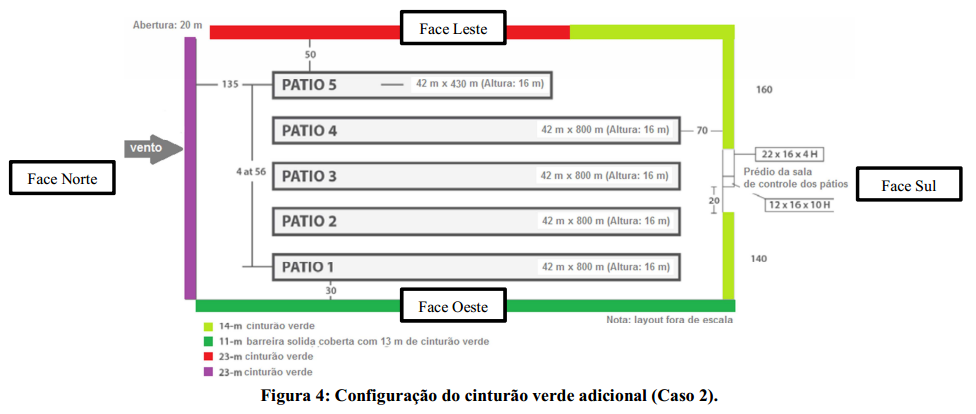 Abertura: 20 m
Face Leste
50
135
PATIO 5
42 m x 430 m (Altura: 16 m)
160
PATIO 4
42 m x 800 m (Altura: 16 m)
70
vento
22 x 16 x 4 H
Face Norte
4 at 56
PATIO 3
42 m x 800 m (Altura: 16 m)
Prédio da sala
de controle dos pátios
Face Sul
20
12 x 16 x 10 H
PATIO 2
42 m x 800 m (Altura: 16 m)
PATIO 1
42 m x 800 m (Altura: 16 m)
140
30
Face Oeste
Nota: layout fora de escala
14-m cinturão verde
11-m barreira solida coberta com 13 m de cinturão verde
23-m cinturão verde
23-m cinturão verde
Figura 4: Configuração do cinturão verde adicional (Caso 2).